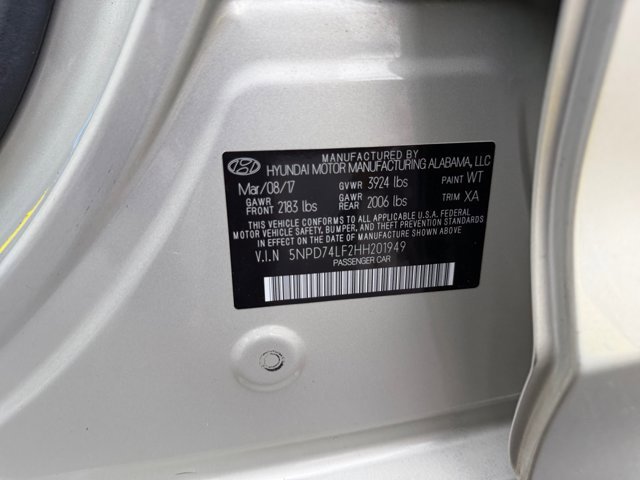 MANUFACTURED BY
HYUNDAI MOTOR MANUFACTURING ALABAMA, LLC
Mar/08/17 GVWR 3924 lbs PAINT WT
GAWR FRONT 2183 lbs GAWR REAR 2006 lbs TRIM XA
THIS VEHICLE CONFORMS TO ALL APPLICABLE U.S.A. FEDERAL
MOTOR VEHICLE SAFETY, BUMPER, AND THEFT PREVENTION STANDARDS
IN EFFECT ON THE DATE OF MANUFACTURE SHOWN ABOVE.
V.I.N 5NPD74LF2HH201949
PASSENGER CAR